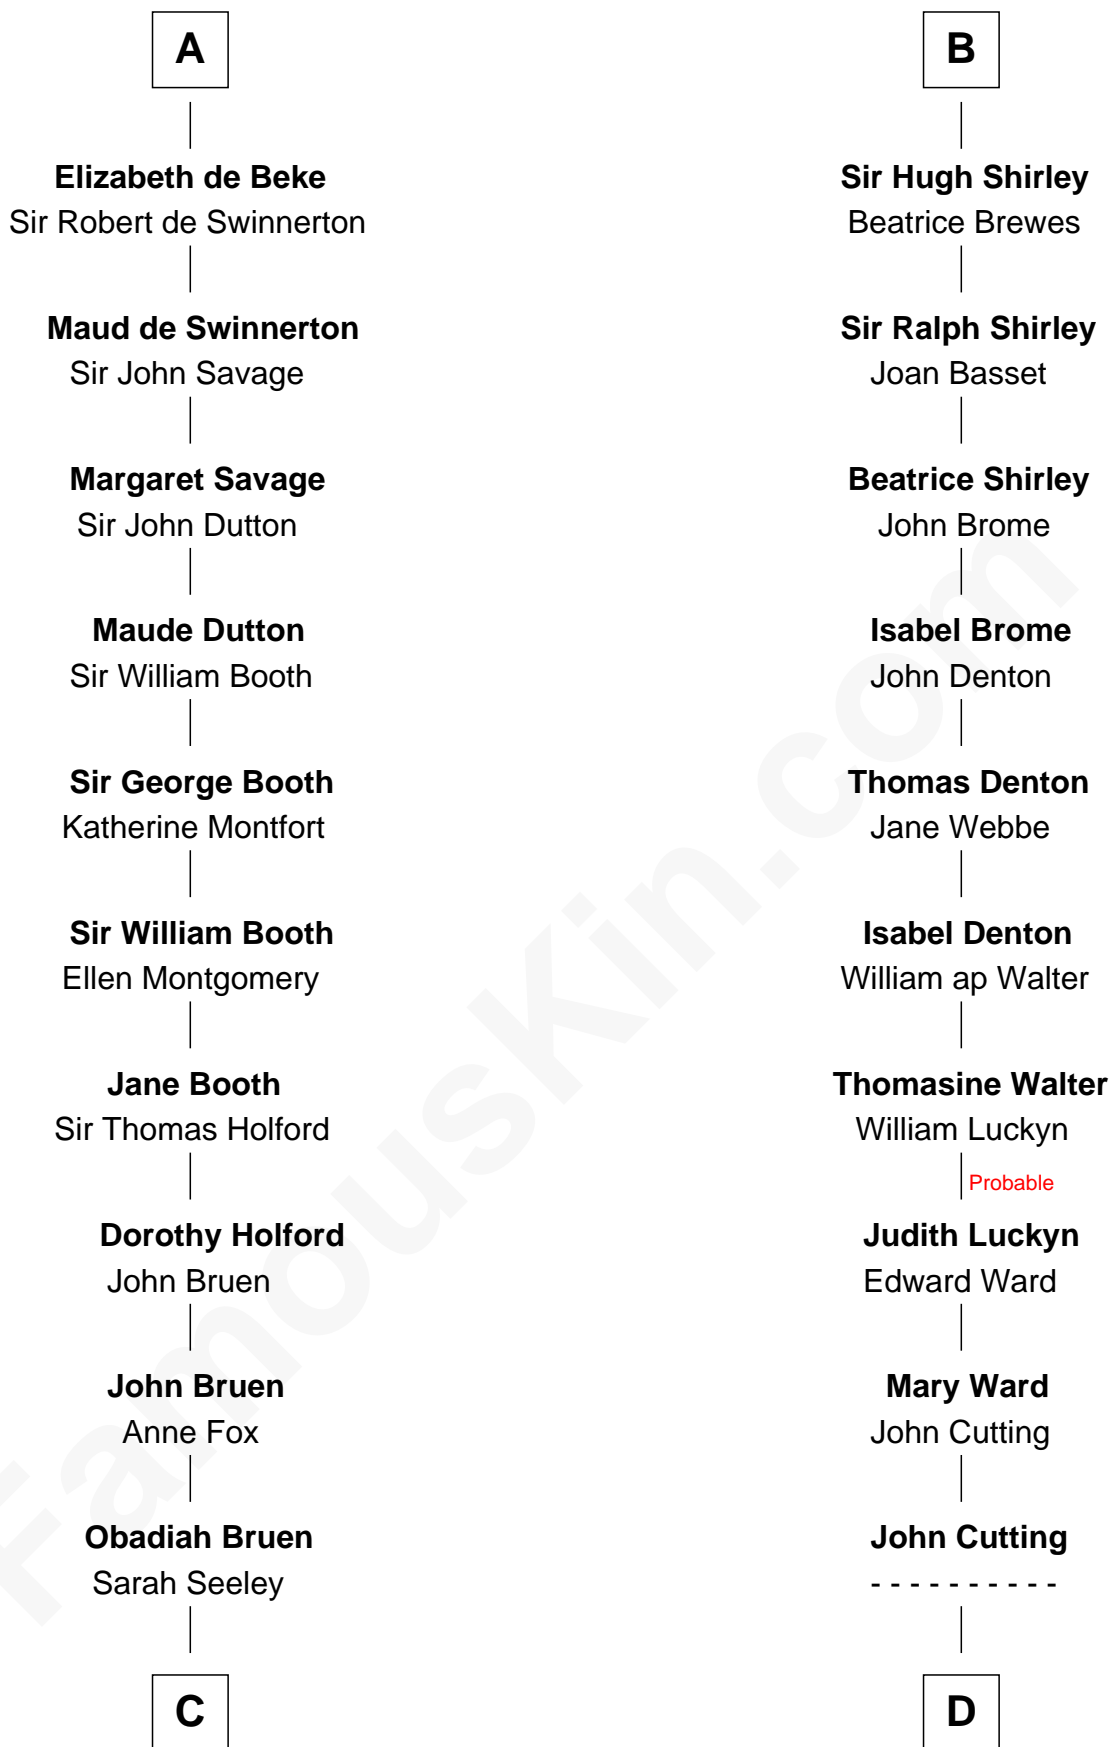 A
Elizabeth de Beke
Sir Robert de Swinnerton
Maud de Swinnerton
Sir John Savage
Margaret Savage
Sir John Dutton
Maude Dutton
Sir William Booth
Sir George Booth
Katherine Montfort
Sir William Booth
Ellen Montgomery
Jane Booth
Sir Thomas Holford
Dorothy Holford
John Bruen
John Bruen
Anne Fox
Obadiah Bruen
Sarah Seeley
C
B
Sir Hugh Shirley
Beatrice Brewes
Sir Ralph Shirley
Joan Basset
Beatrice Shirley
John Brome
Isabel Brome
John Denton
Thomas Denton
Jane Webbe
Isabel Denton
William ap Walter
Thomasine Walter
William Luckyn
Probable
Judith Luckyn
Edward Ward
Mary Ward
John Cutting
John Cutting
- - - - - - - - - -
D
FamousKin.com